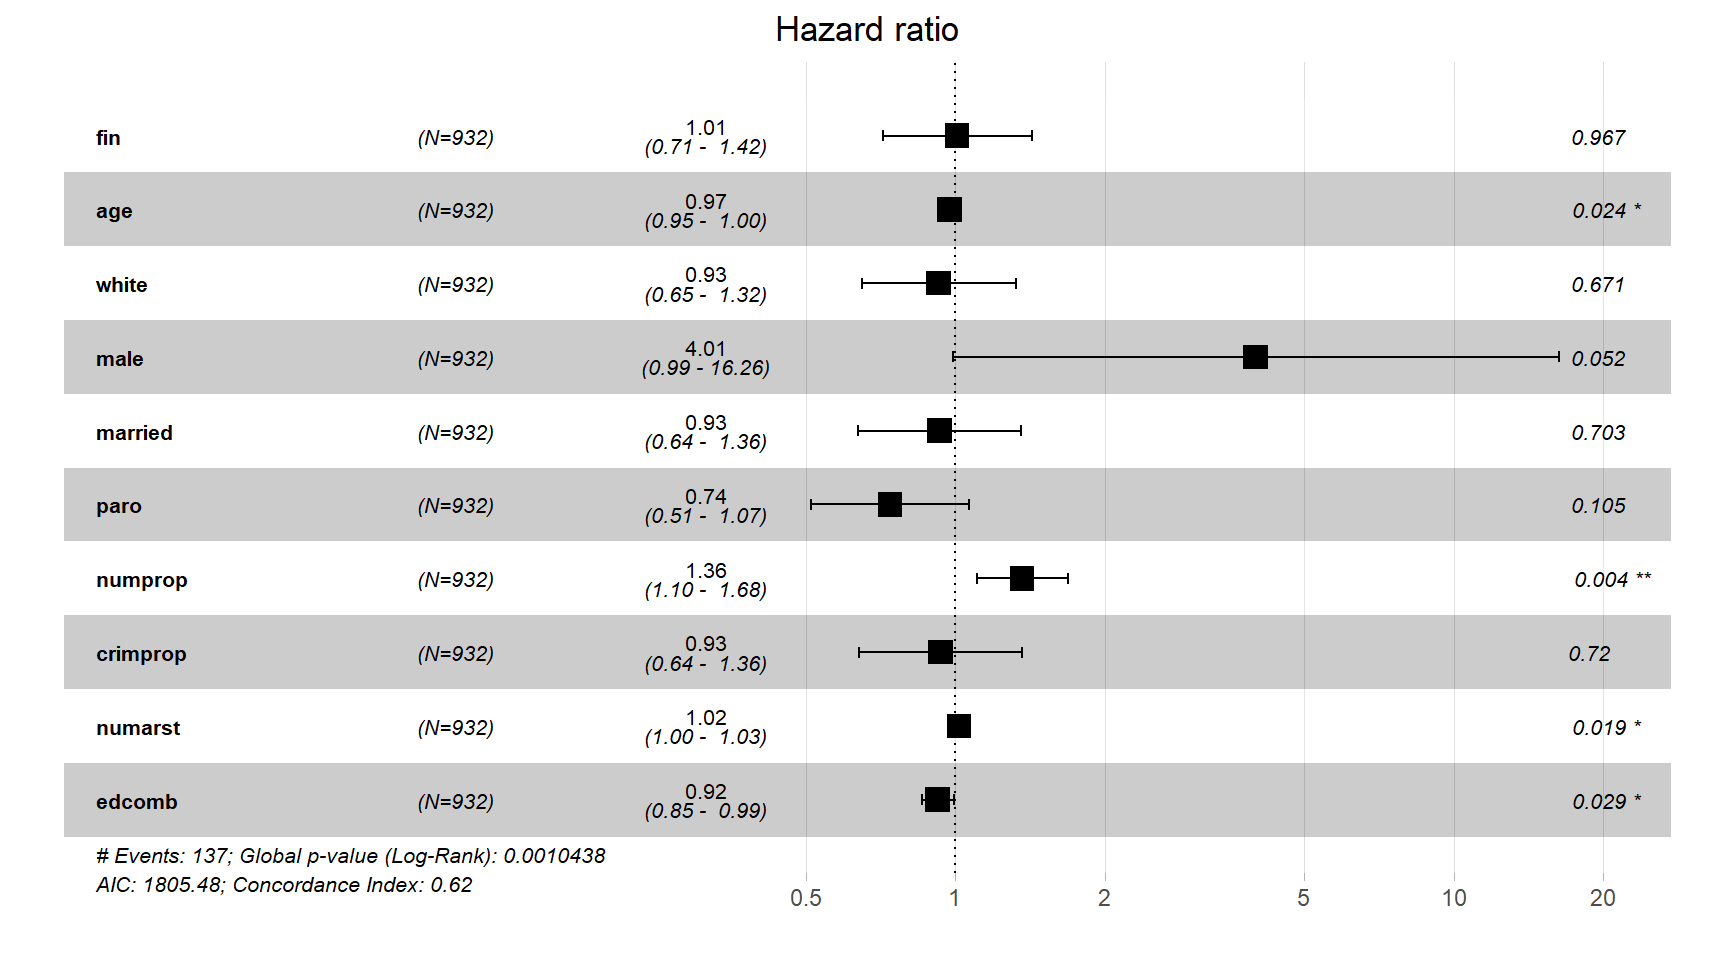 Hazard ratio
fin (N=932) 1.01 (0.71 - 1.42) 0.967
age (N=932) 0.97 (0.95 - 1.00) 0.024 *
white (N=932) 0.93 (0.65 - 1.32) 0.671
male (N=932) 4.01 (0.99 - 16.26) 0.052
married (N=932) 0.93 (0.64 - 1.36) 0.703
paro (N=932) 0.74 (0.51 - 1.07) 0.105
numprop (N=932) 1.36 (1.10 - 1.68) 0.004 **
crimprop (N=932) 0.93 (0.64 - 1.36) 0.72
numarst (N=932) 1.02 (1.00 - 1.03) 0.019 *
edcomb (N=932) 0.92 (0.85 - 0.99) 0.029 *
# Events: 137; Global p-value (Log-Rank): 0.0010438
AIC: 1805.48; Concordance Index: 0.62
0.5 1 2 5 10 20